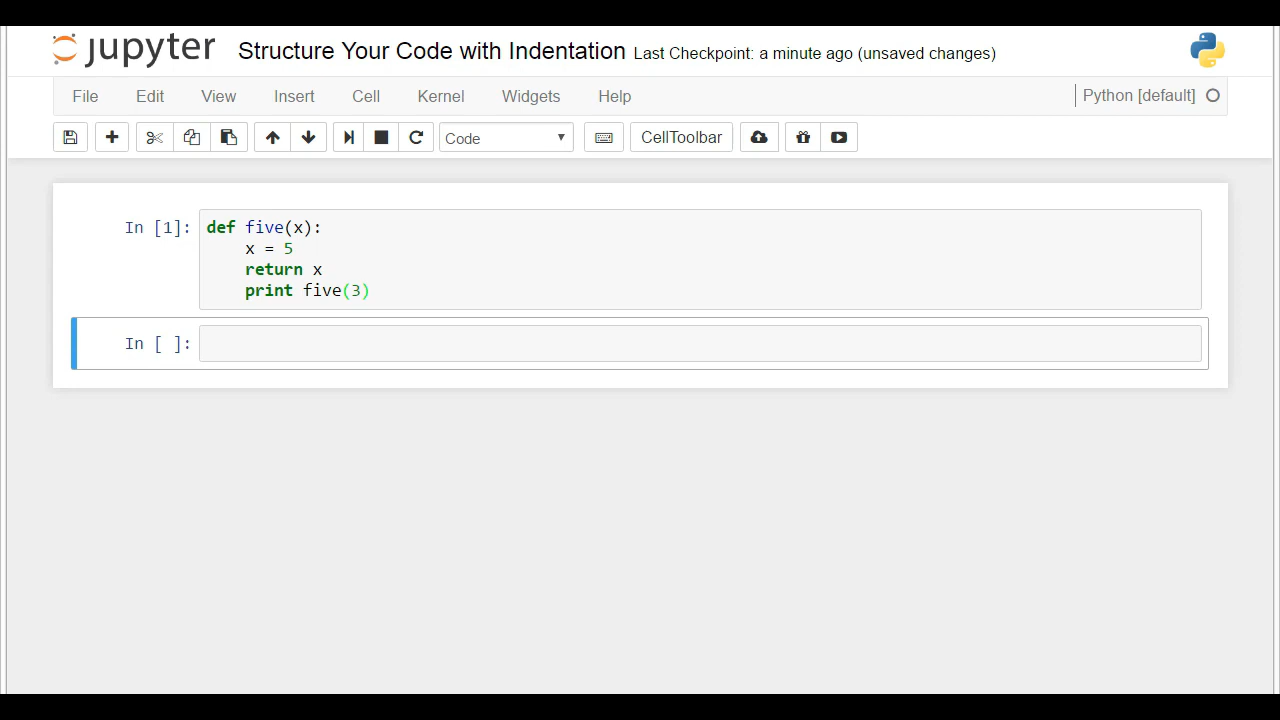 jupyter Structure Your Code with Indentation Last Checkpoint: a minute ago (unsaved changes)
File Edit View Insert Cell Kernel Widgets Help Python [default]
Code CellToolbar
In [1]: def five(x):
    x = 5
    return x
    print five(3)
In [ ]: